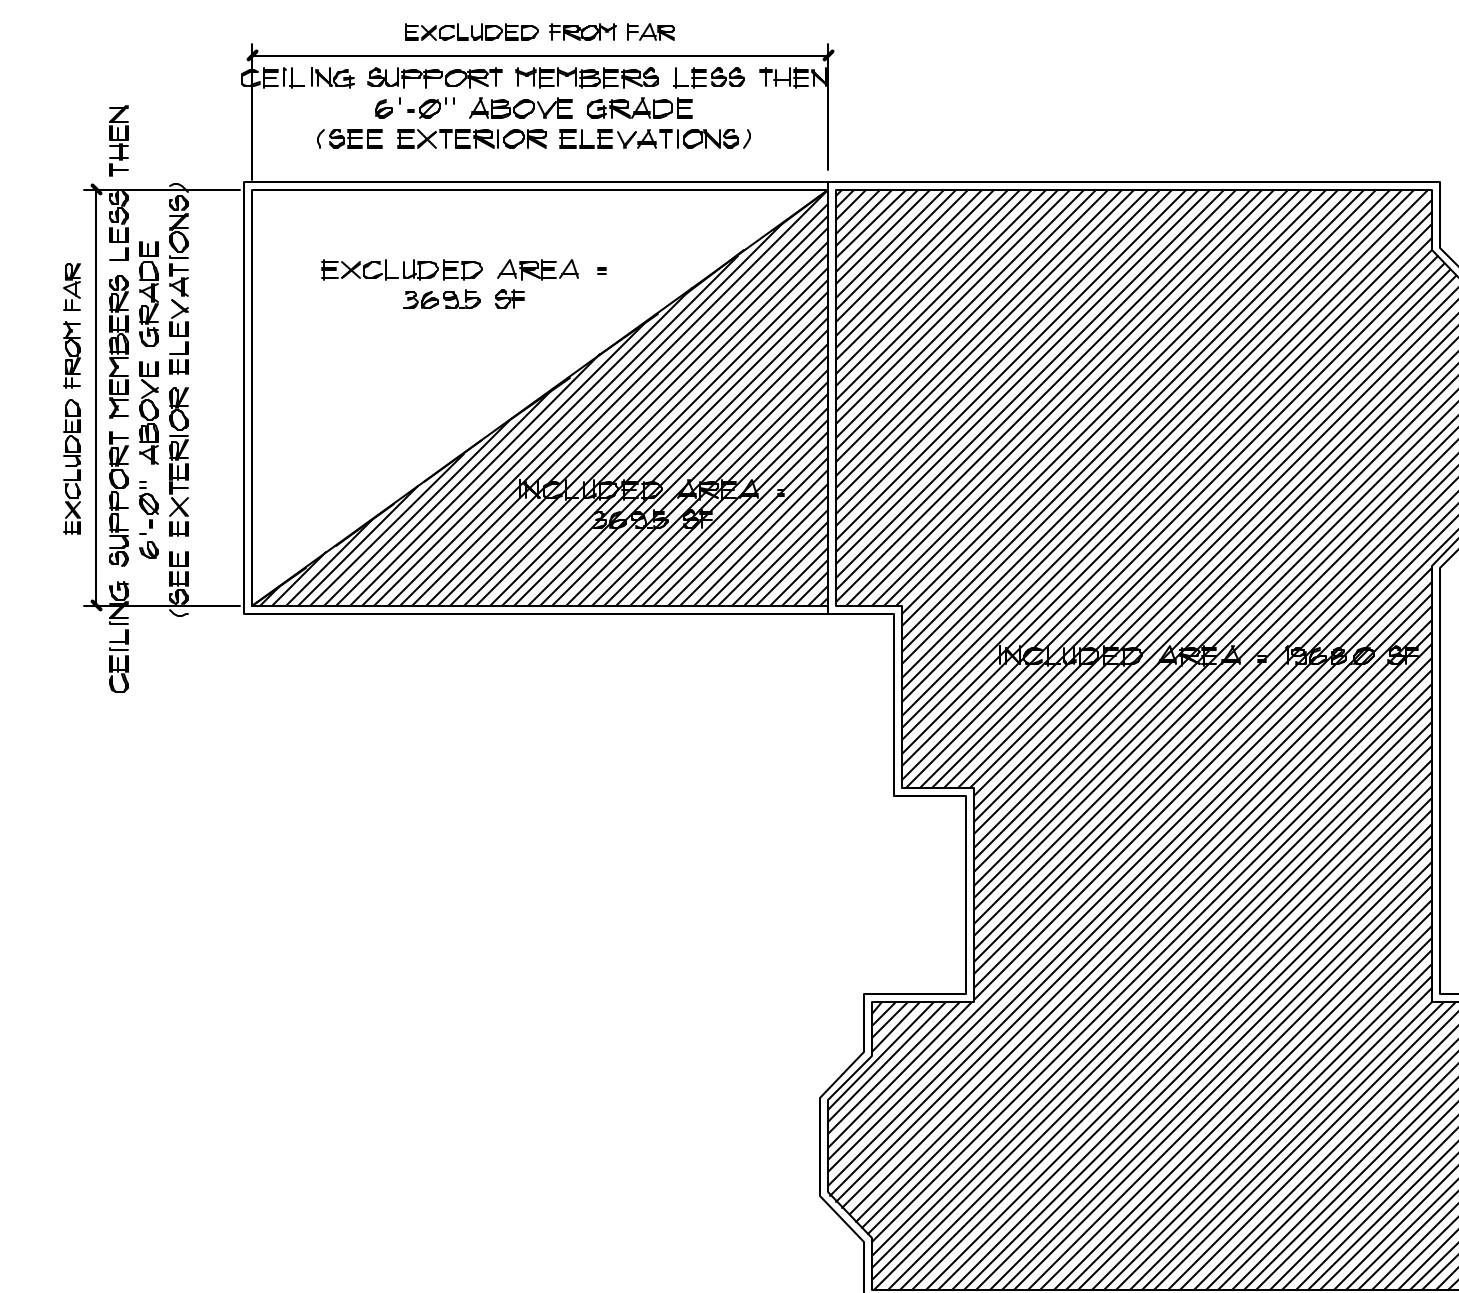 EXCLUDED FROM FAR
CEILING SUPPORT MEMBERS LESS THEN
6'-0" ABOVE GRADE
(SEE EXTERIOR ELEVATIONS)
EXCLUDED FROM FAR
CEILING SUPPORT MEMBERS LESS THEN
6'-0" ABOVE GRADE
(SEE EXTERIOR ELEVATIONS)
EXCLUDED AREA =
369.5 SF
INCLUDED AREA =
369.5 SF
INCLUDED AREA = 1968.0 SF